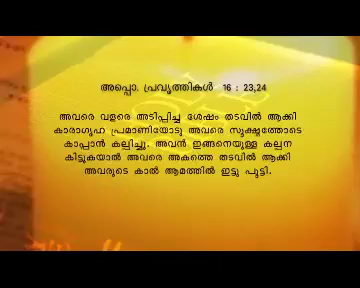 അപ്പൊ. പ്രവൃത്തികൾ 16 : 23,24
അവരെ വളരെ അടിപ്പിച്ച ശേഷം തടവിൽ ആക്കി
കാരാഗൃഹ പ്രമാണിയോടു അവരെ സൂക്ഷ്മത്തോടെ
കാപ്പാൻ കല്പിച്ചു. അവൻ ഇങ്ങനെയുള്ള കല്പന
കിട്ടുകയാൽ അവരെ അകത്തെ തടവിൽ ആക്കി
അവരുടെ കാൽ ആമത്തിൽ ഇട്ടു പൂട്ടി.